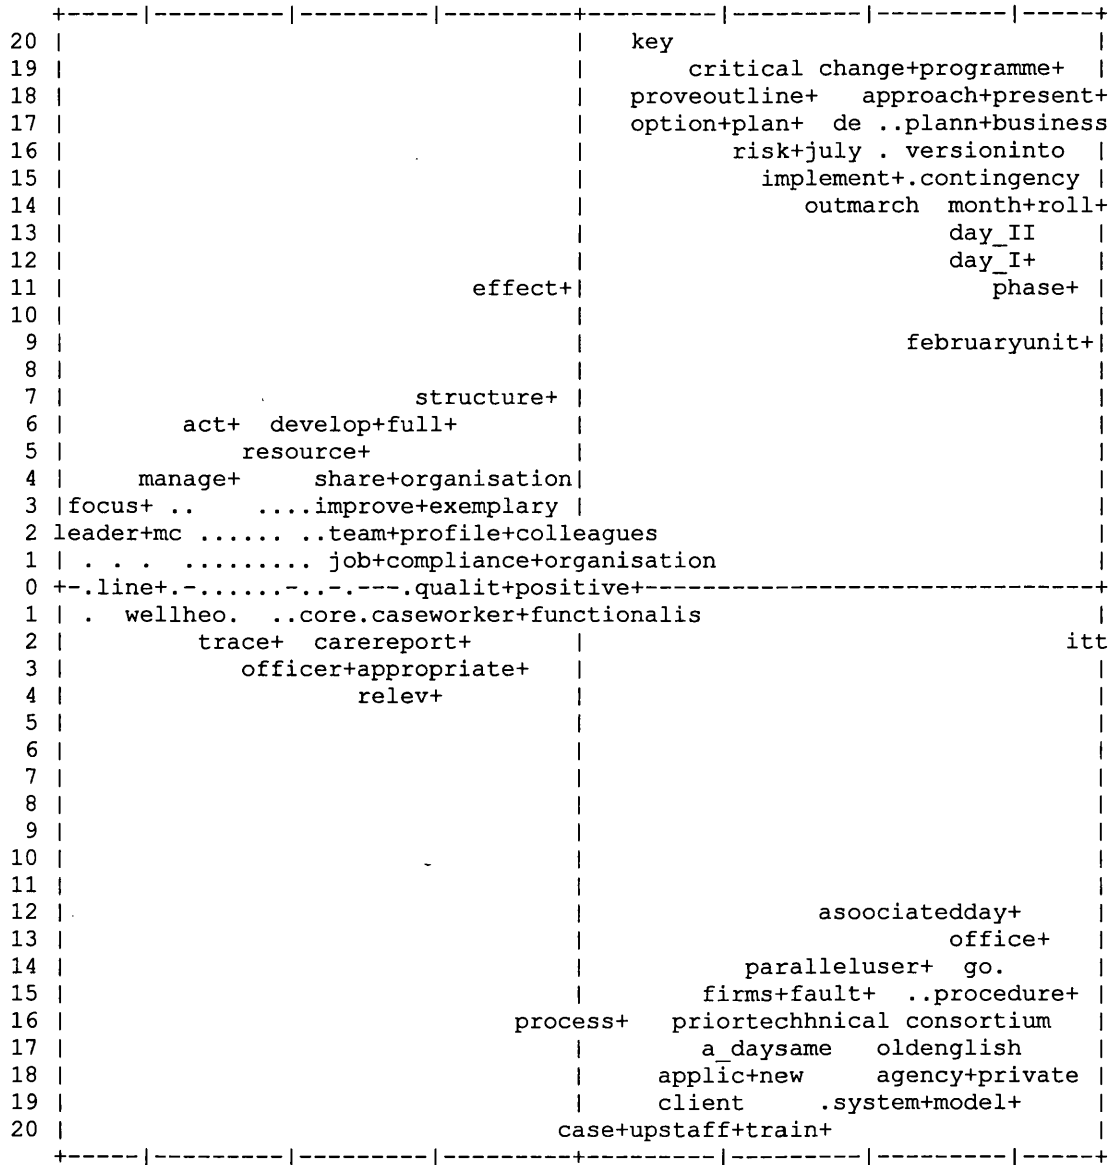 +-----|---------|---------|---------+---------|---------|---------|-----+
20 | | key |
19 | | critical change+programme+ |
18 | | proveoutline+ approach+present+
17 | | option+plan+ de ..plann+business
16 | | risk+july . versioninto |
15 | | implement+.contingency |
14 | | outmarch month+roll+
13 | | day_II |
12 | | day_I+ |
11 | effect+| phase+ |
10 | | |
9 | | februaryunit+|
8 | | |
7 | structure+ | |
6 | act+ develop+full+ | |
5 | resource+ | |
4 | manage+ share+organisation| |
3 |focus+ .. ....improve+exemplary | |
2 leader+mc ...... ..team+profile+colleagues |
1 | . . . ......... job+compliance+organisation |
0 +-.line+.-......-..-.---.qualit+positive+--------------------------------+
1 | . wellheo. ..core.caseworker+functionalis |
2 | trace+ carereport+ | itt
3 | officer+appropriate+ | |
4 | relev+ | |
5 | | |
6 | | |
7 | | |
8 | | |
9 | | |
10 | | |
11 | | |
12 | | asoociatedday+ |
13 | | office+ |
14 | | paralleluser+ go. |
15 | | firms+fault+ ..procedure+ |
16 | process+ priortechhnical consortium |
17 | | a_daysame oldenglish |
18 | | applic+new agency+private |
19 | | client .system+model+ |
20 | case+upstaff+train+ |
+-----|---------|---------|---------+---------|---------|---------|-----+